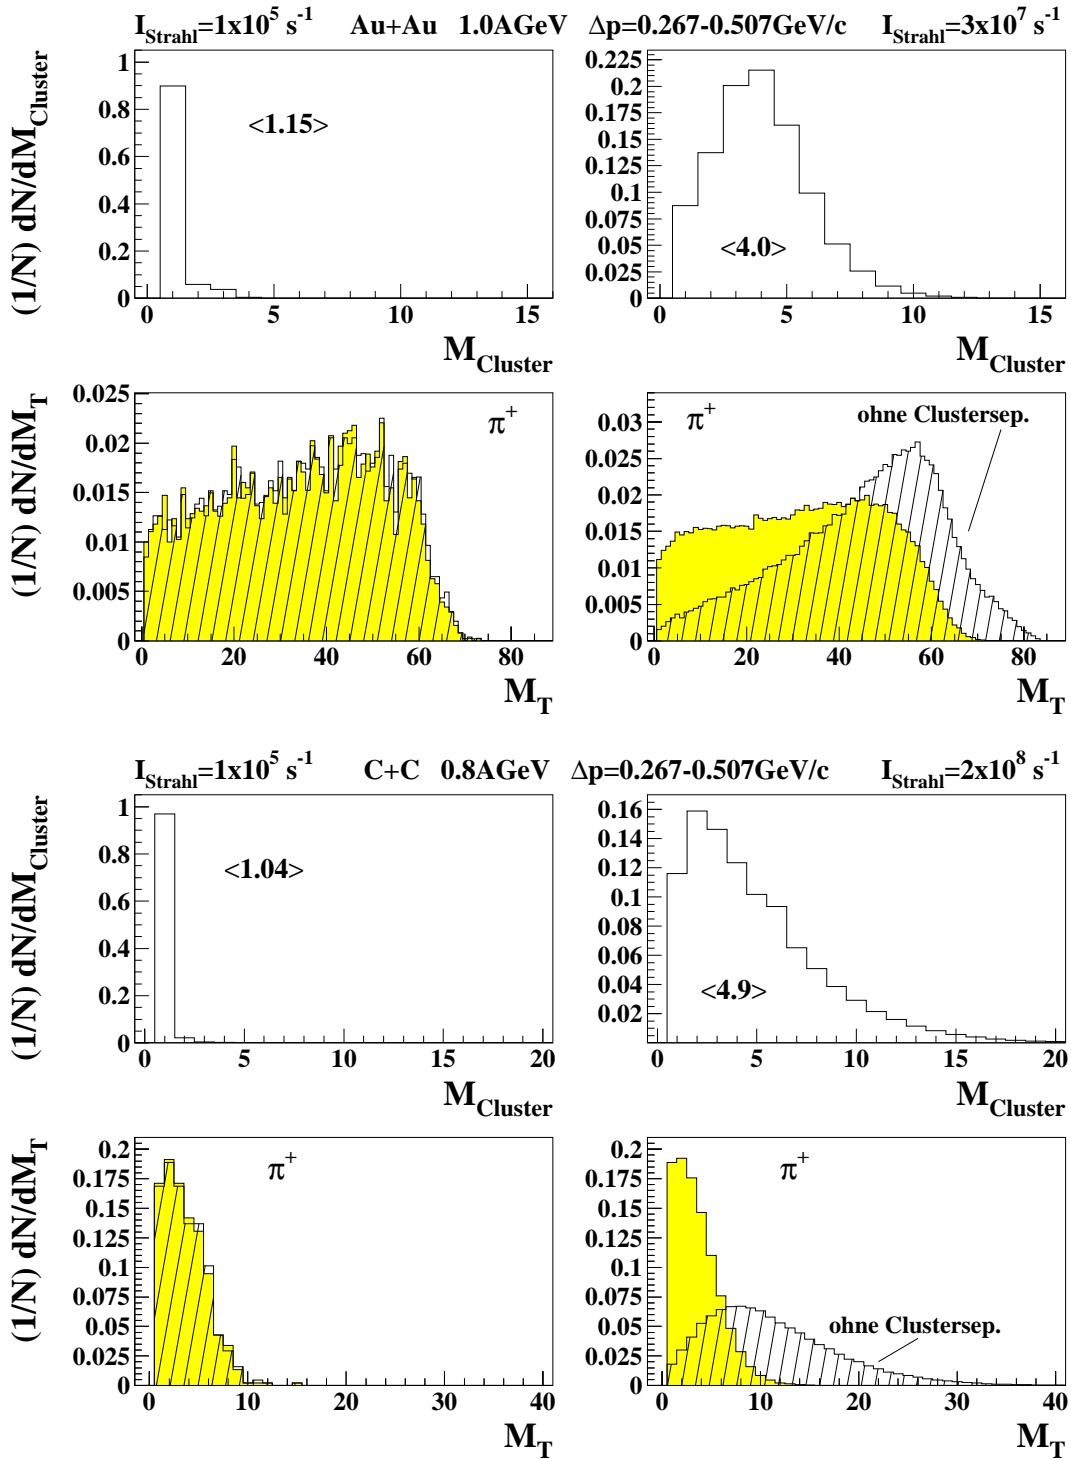 I_Strahl=1x10^5 s^-1 Au+Au 1.0AGeV Δp=0.267-0.507GeV/c I_Strahl=3x10^7 s^-1
(1/N) dN/dM_Cluster
1
0.8
0.6
0.4
0.2
0
<1.15>
0 5 10 15
M_Cluster
0.225
0.2
0.175
0.15
0.125
0.1
0.075
0.05
0.025
0
<4.0>
0 5 10 15
M_Cluster
(1/N) dN/dM_T
0.025
0.02
0.015
0.01
0.005
0
π^+
0 20 40 60 80
M_T
0.03
0.025
0.02
0.015
0.01
0.005
0
π^+
ohne Clustersep.
0 20 40 60 80
M_T
I_Strahl=1x10^5 s^-1 C+C 0.8AGeV Δp=0.267-0.507GeV/c I_Strahl=2x10^8 s^-1
(1/N) dN/dM_Cluster
1
0.8
0.6
0.4
0.2
0
<1.04>
0 5 10 15 20
M_Cluster
0.16
0.14
0.12
0.1
0.08
0.06
0.04
0.02
<4.9>
0 5 10 15 20
M_Cluster
(1/N) dN/dM_T
0.2
0.175
0.15
0.125
0.1
0.075
0.05
0.025
0
π^+
0 10 20 30 40
M_T
0.2
0.175
0.15
0.125
0.1
0.075
0.05
0.025
0
π^+
ohne Clustersep.
0 10 20 30 40
M_T